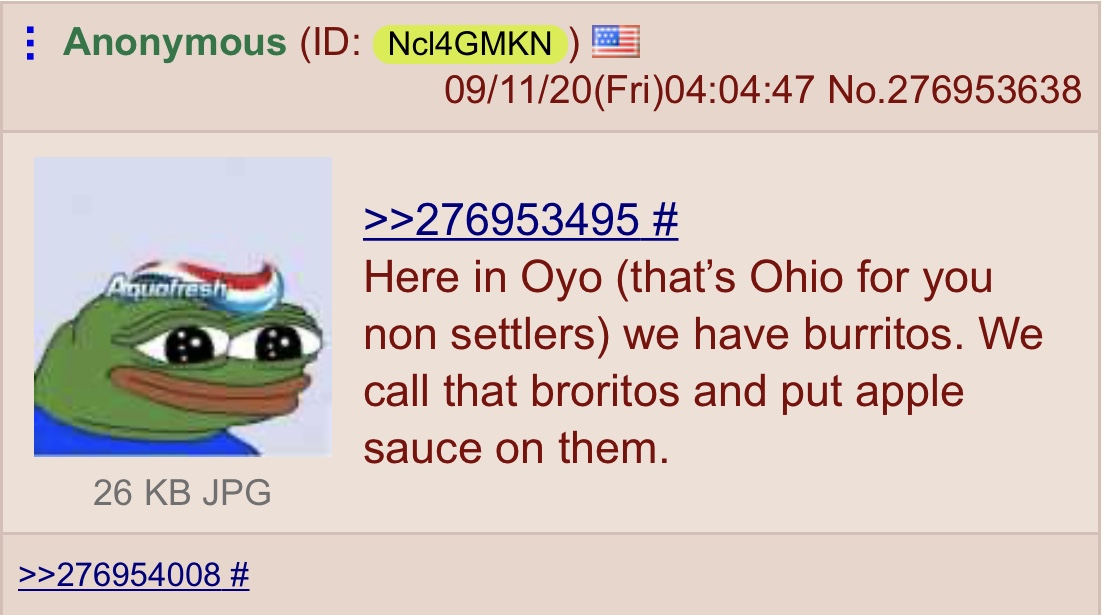 Anonymous (ID: Ncl4GMKN)
09/11/20(Fri)04:04:47 No.276953638
Aquafresh
>>276953495 #
Here in Oyo (that’s Ohio for you
non settlers) we have burritos. We
call that broritos and put apple
sauce on them.
26 KB JPG
>>276954008 #